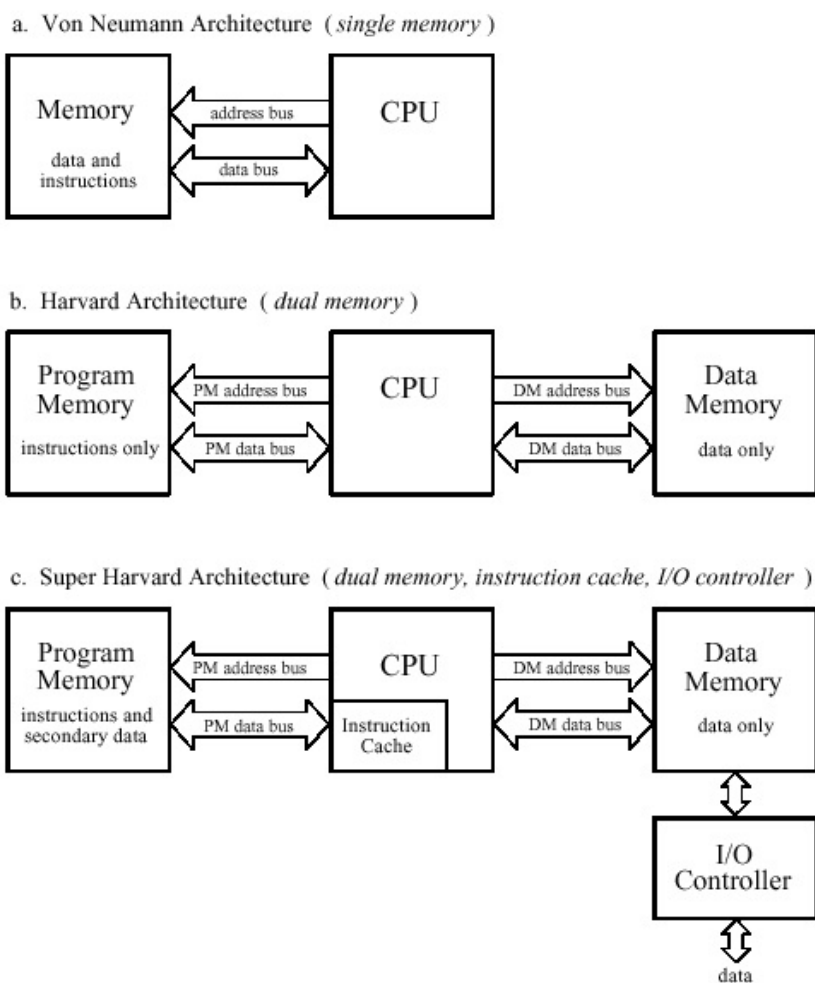 a. Von Neumann Architecture ( single memory )
Memory
data and
instructions
address bus
data bus
CPU
b. Harvard Architecture ( dual memory )
Program
Memory
instructions only
PM address bus
PM data bus
CPU
DM address bus
DM data bus
Data
Memory
data only
c. Super Harvard Architecture ( dual memory, instruction cache, I/O controller )
Program
Memory
instructions and
secondary data
PM address bus
PM data bus
CPU
Instruction
Cache
DM address bus
DM data bus
Data
Memory
data only
I/O
Controller
data